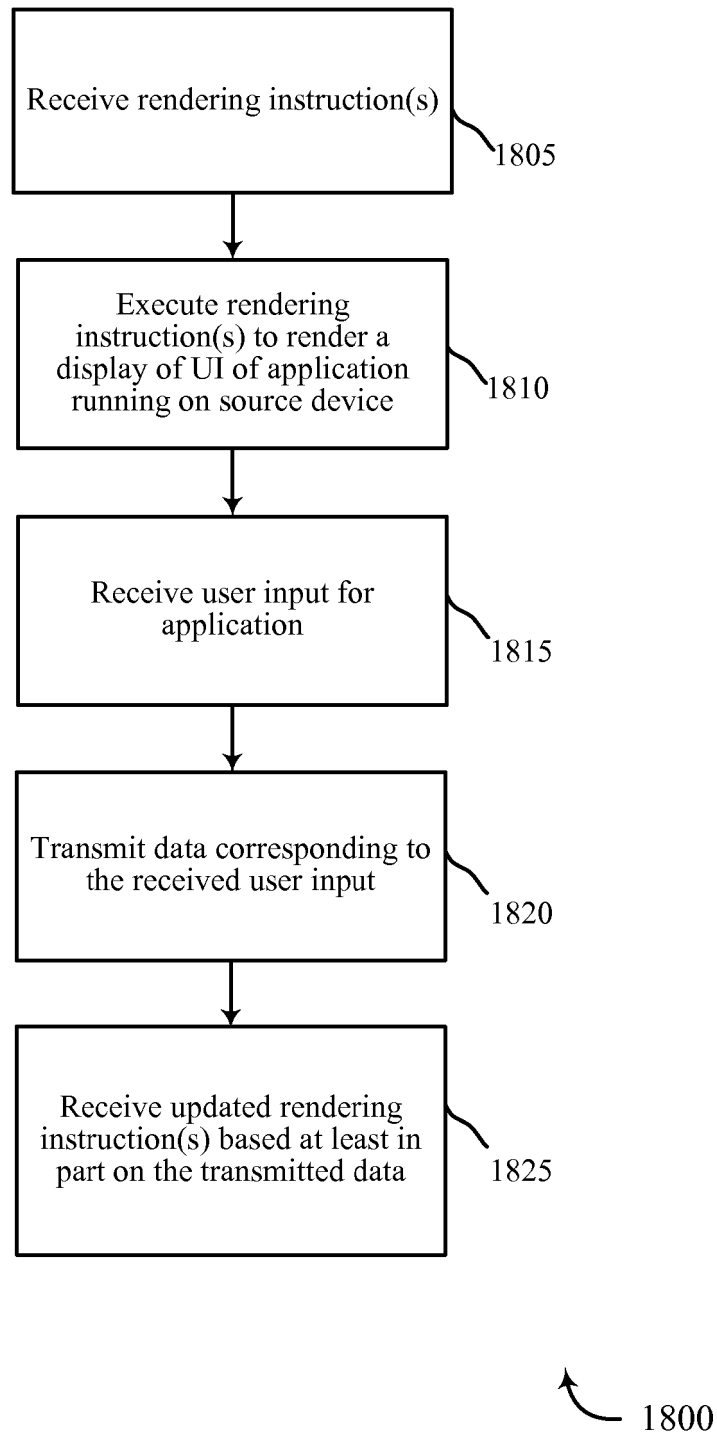 Receive rendering instruction(s)
1805
Execute rendering
instruction(s) to render a
display of UI of application
running on source device
1810
Receive user input for
application
1815
Transmit data corresponding to
the received user input
1820
Receive updated rendering
instruction(s) based at least in
part on the transmitted data
1825
1800